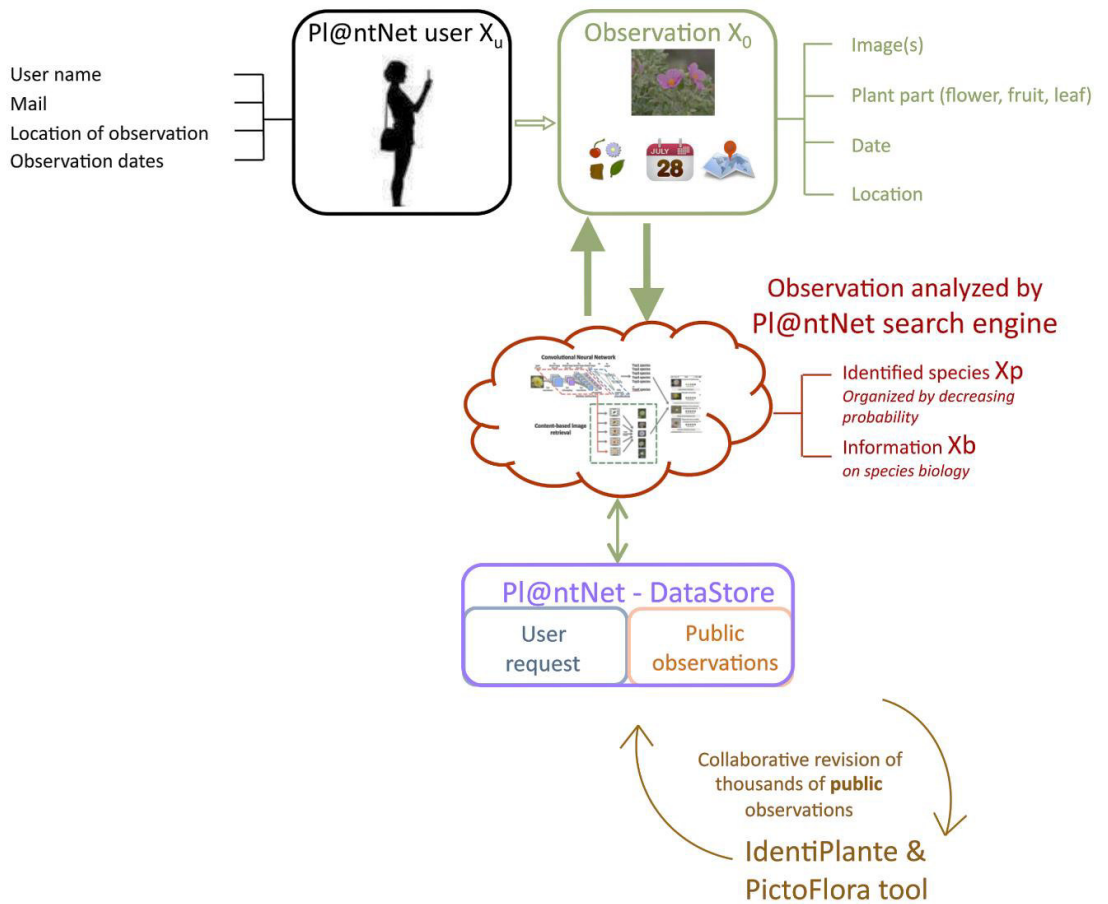 Pl@ntNet user Xu
User name
Mail
Location of observation
Observation dates
Observation X0
JULY
28
Image(s)
Plant part (flower, fruit, leaf)
Date
Location
Observation analyzed by
Pl@ntNet search engine
Identified species Xp
Organized by decreasing
probability
Information Xb
on species biology
Convolutional Neural Network
Content-based image
retrieval
Pl@ntNet - DataStore
User
request
Public
observations
Collaborative revision of
thousands of public
observations
IdentiPlante &
PictoFlora tool